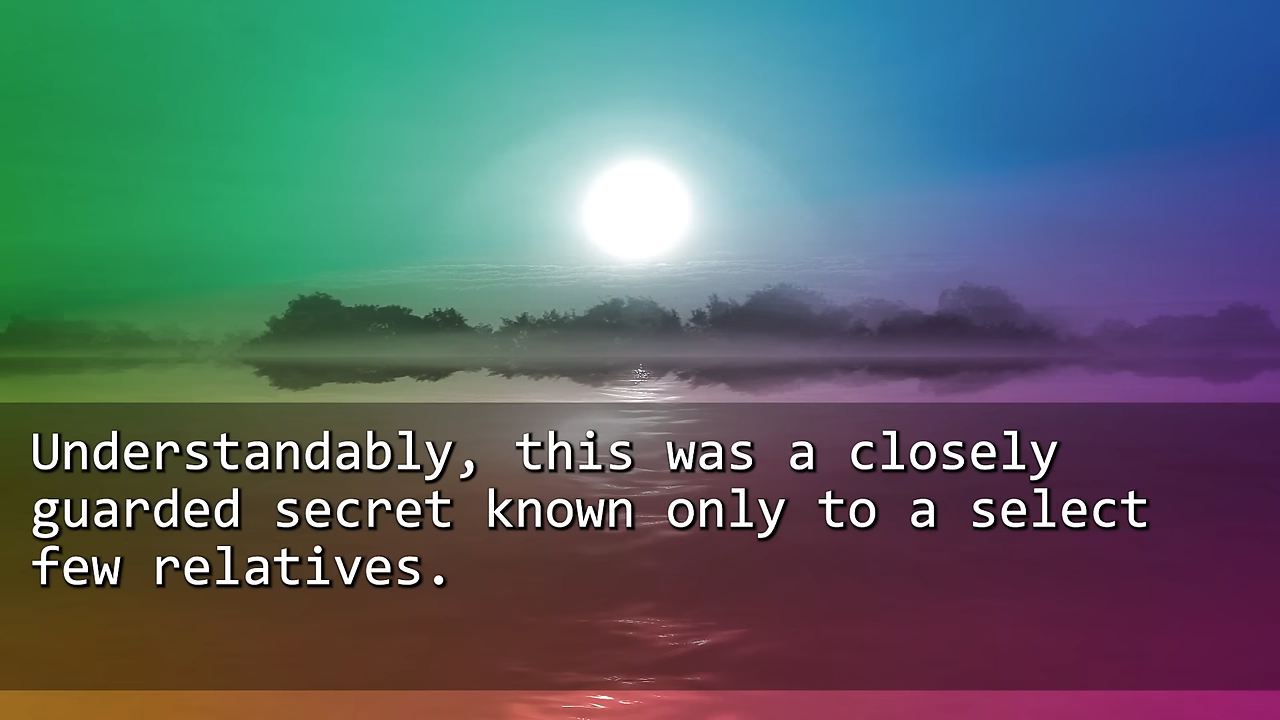 Understandably, this was a closely
guarded secret known only to a select
few relatives.